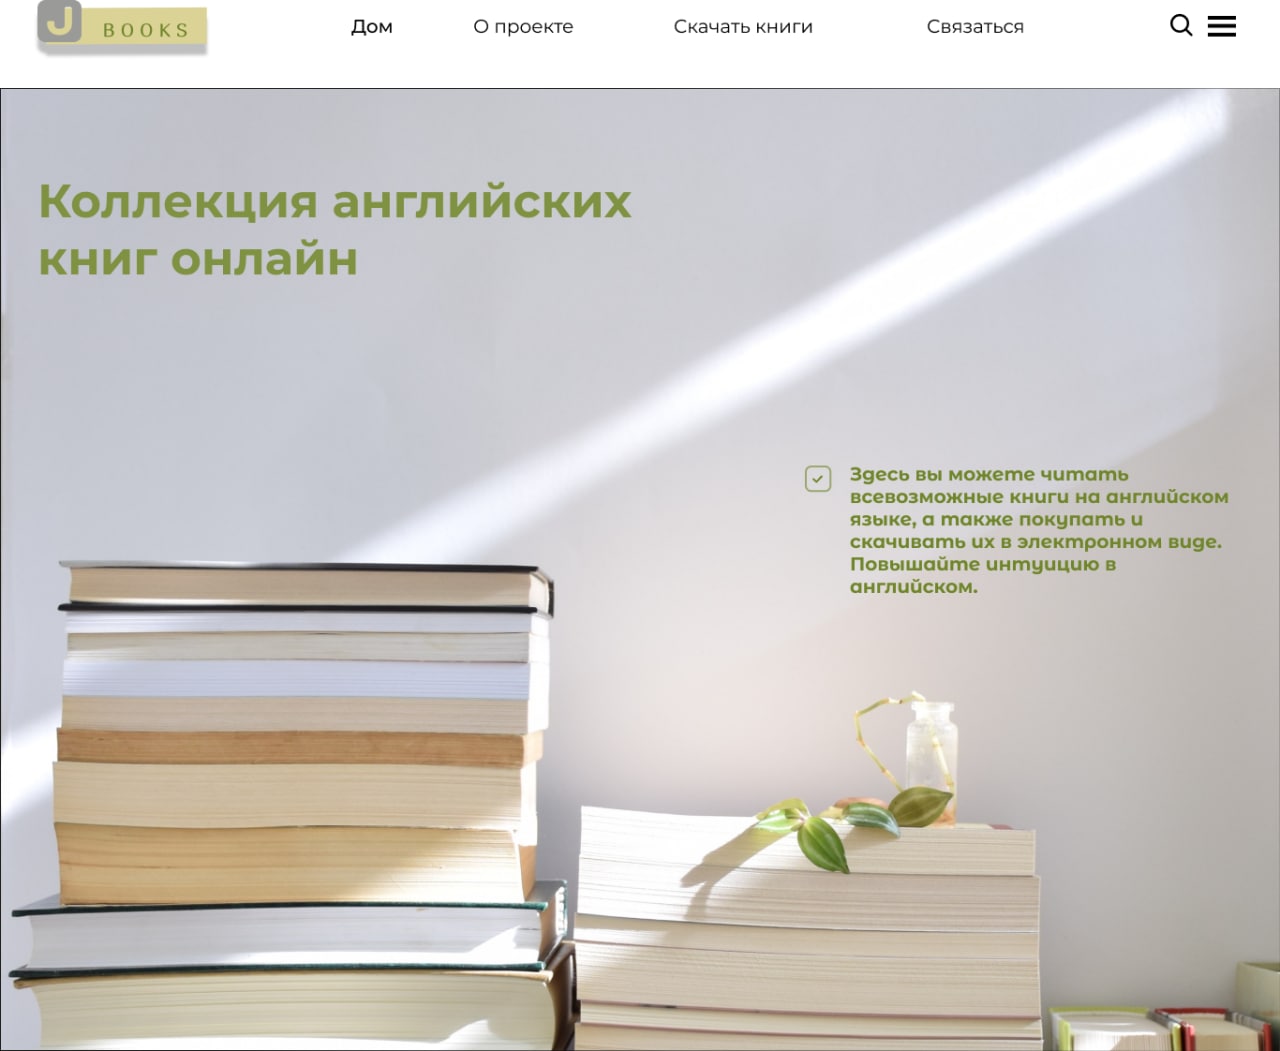 J BOOKS
Дом
О проекте
Скачать книги
Связаться
Коллекция английских
книг онлайн
Здесь вы можете читать
всевозможные книги на английском
языке, а также покупать и
скачивать их в электронном виде.
Повышайте интуицию в
английском.